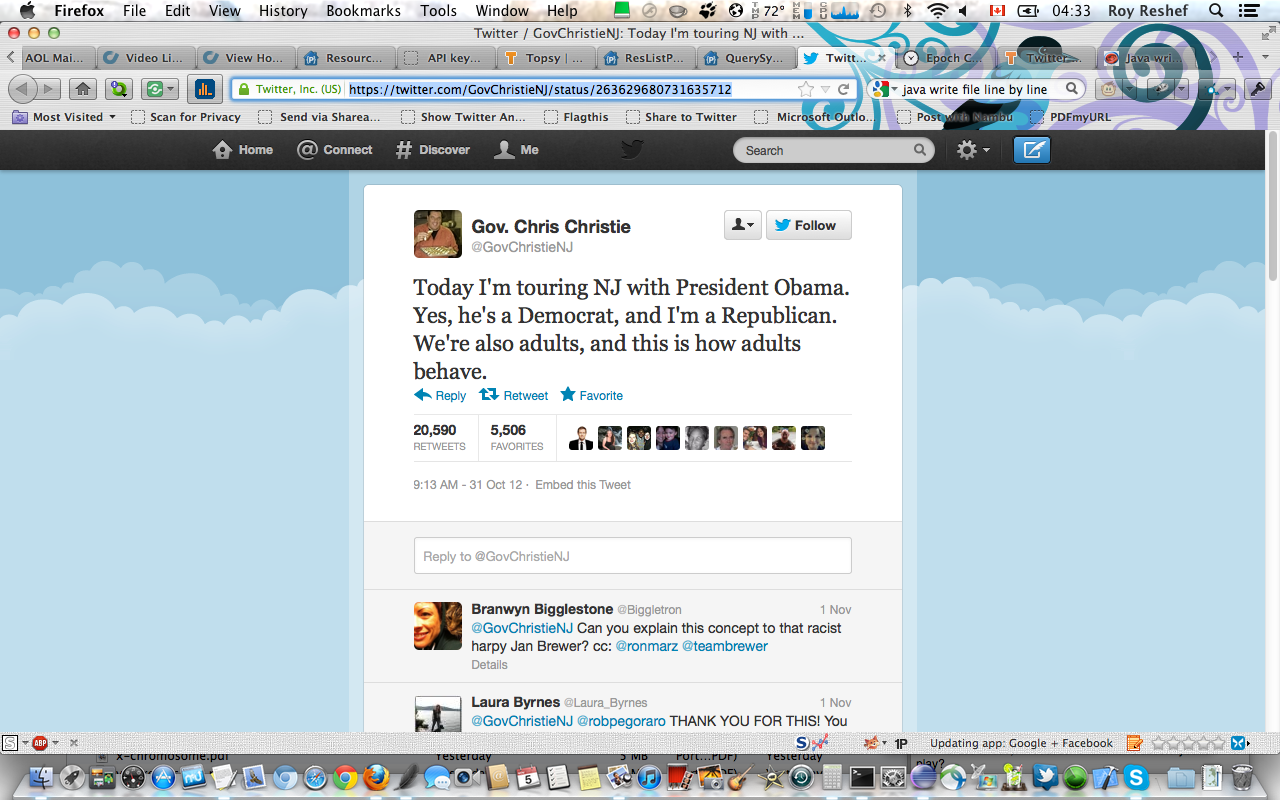 Firefox File Edit View History Bookmarks Tools Window Help 72° 04:33 Roy Reshef
Twitter / GovChristieNJ: Today I'm touring NJ with ...
AOL Mai... Video Li... View Ho... Resourc... API key... Topsy | ... ResListP... QuerySy... Twitt... Epoch C... Twitter... Java wri...
Twitter, Inc. (US) https://twitter.com/GovChristieNJ/status/263629680731635712 java write file line by line
Most Visited Scan for Privacy Send via Sharea... Show Twitter An... Flagthis Share to Twitter Microsoft Outlo... Post with Nambu PDFmyURL
Home @ Connect # Discover Me Search
Gov. Chris Christie Follow
@GovChristieNJ
Today I'm touring NJ with President Obama.
Yes, he's a Democrat, and I'm a Republican.
We're also adults, and this is how adults
behave.
Reply Retweet Favorite
20,590 5,506
RETWEETS FAVORITES
9:13 AM - 31 Oct 12 · Embed this Tweet
Reply to @GovChristieNJ
Branwyn Bigglestone @Biggletron 1 Nov
@GovChristieNJ Can you explain this concept to that racist
harpy Jan Brewer? cc: @ronmarz @teambrewer
Details
Laura Byrnes @Laura_Byrnes 1 Nov
@GovChristieNJ @robpegoraro THANK YOU FOR THIS! You
S ABP 1P Updating app: Google + Facebook
x-chromosome.pdf Yesterday 3 MB Port...PDF) Yesterday
5